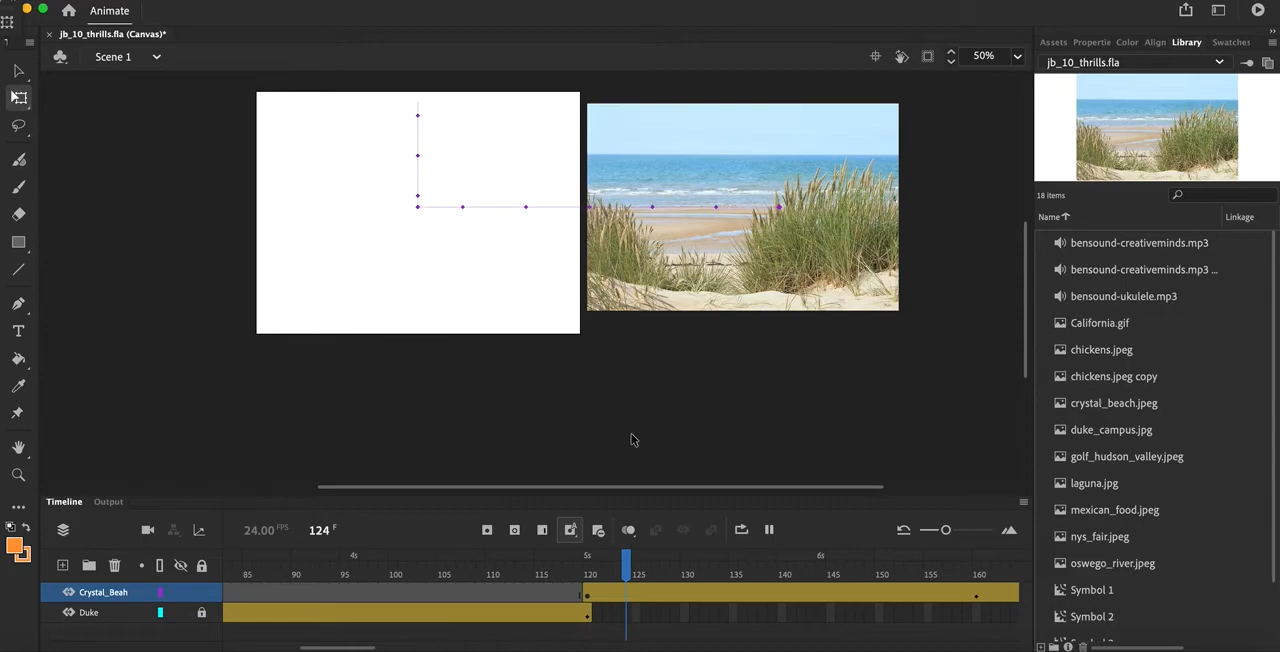 Animate
jb_10_thrills.fla (Canvas)*
Scene 1
50%
Assets Propertie Color Align Library Swatches
jb_10_thrills.fla
18 items
Name Linkage
bensound-creativeminds.mp3
bensound-creativeminds.mp3 ...
bensound-ukulele.mp3
California.gif
chickens.jpeg
chickens.jpeg copy
crystal_beach.jpeg
duke_campus.jpg
golf_hudson_valley.jpeg
laguna.jpg
mexican_food.jpeg
nys_fair.jpeg
oswego_river.jpeg
Symbol 1
Symbol 2
Timeline Output
24.00 FPS 124 F
4s 5s 6s
85 90 95 100 105 110 115 120 125 130 135 140 145 150 155 160
Crystal_Beah
Duke